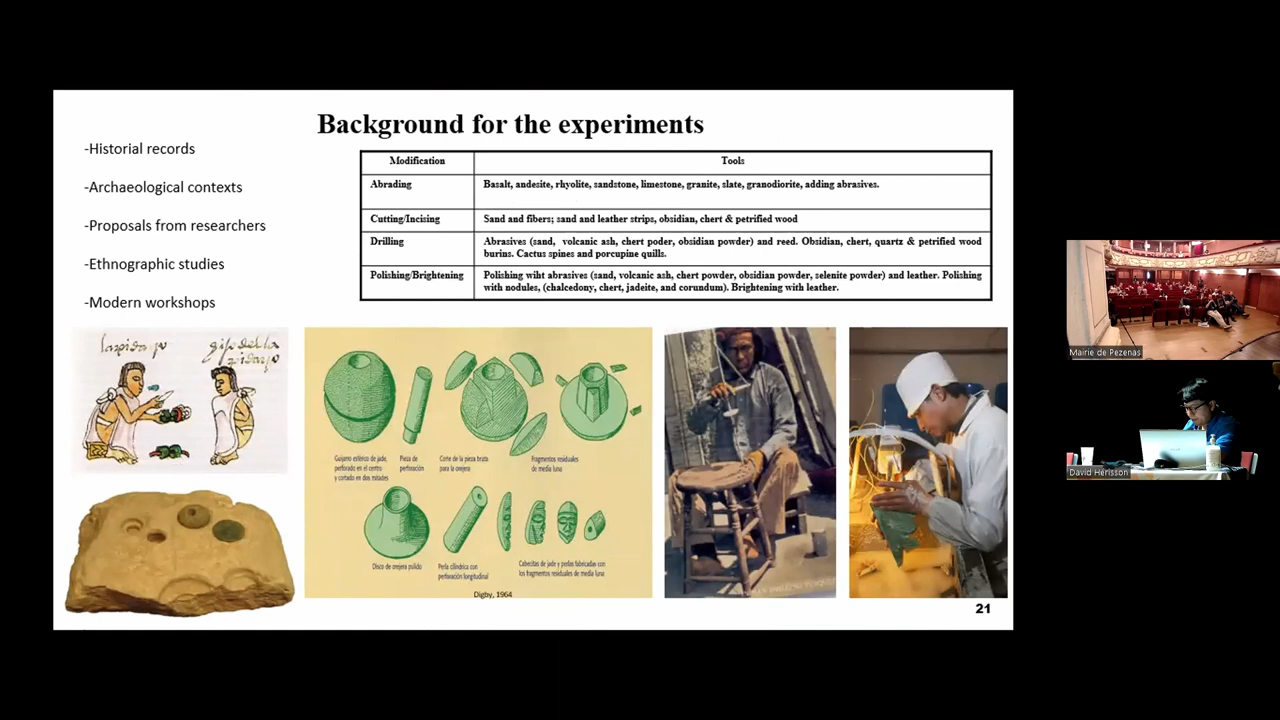 Background for the experiments
-Historial records
-Archaeological contexts
-Proposals from researchers
-Ethnographic studies
-Modern workshops
Modification Tools
Abrading Basalt, andesite, rhyolite, sandstone, limestone, granite, slate, granodiorite, adding abrasives.
Cutting/Incising Sand and fibers; sand and leather strips, obsidian, chert & petrified wood
Drilling Abrasives (sand, volcanic ash, chert poder, obsidian powder) and reed. Obsidian, chert, quartz & petrified wood
burins. Cactus spines and porcupine quills.
Polishing/Brightening Polishing wiht abrasives (sand, volcanic ash, chert powder, obsidian powder, selenite powder) and leather. Polishing
with nodules, (chalcedony, chert, jadeite, and corundum). Brightening with leather.
Guijarro esférico de jade,
perforado en el centro
y cortado en dos mitades
Pieza de
perforación
Corte de la pieza bruta
para la orejera
Fragmentos residuales
de media luna
Disco de orejera pulido
Perla cilíndrica con
perforación longitudinal
Cabecitas de jade y perlas fabricadas con
los fragmentos residuales de media luna
Digby, 1964
21
Mairie de Pezenas
David Hérisson